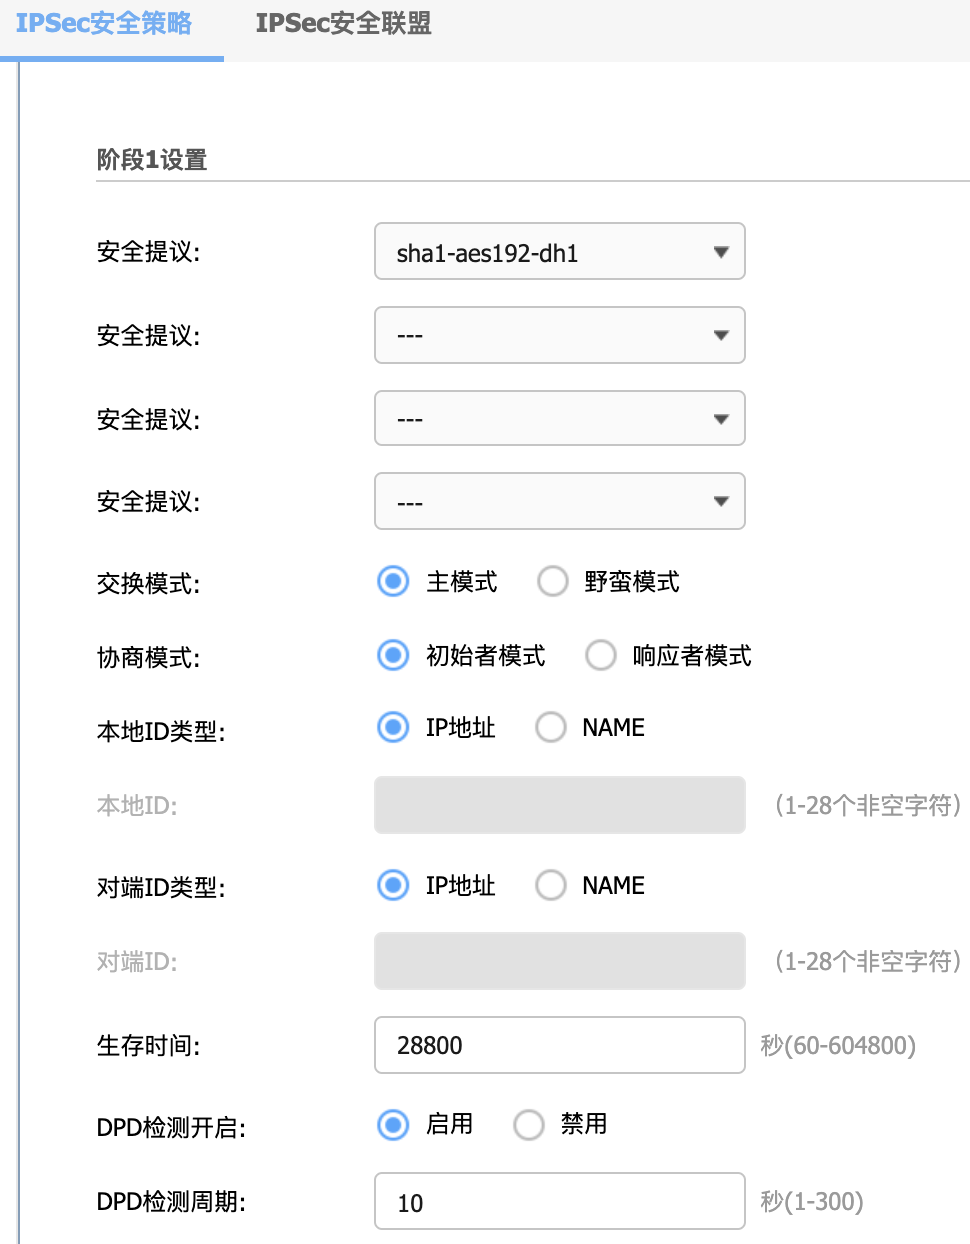 IPSec安全策略 IPSec安全联盟
阶段1设置
安全提议: sha1-aes192-dh1
安全提议: ---
安全提议: ---
安全提议: ---
交换模式: 主模式 野蛮模式
协商模式: 初始者模式 响应者模式
本地ID类型: IP地址 NAME
本地ID: (1-28个非空字符)
对端ID类型: IP地址 NAME
对端ID: (1-28个非空字符)
生存时间: 28800 秒(60-604800)
DPD检测开启: 启用 禁用
DPD检测周期: 10 秒(1-300)